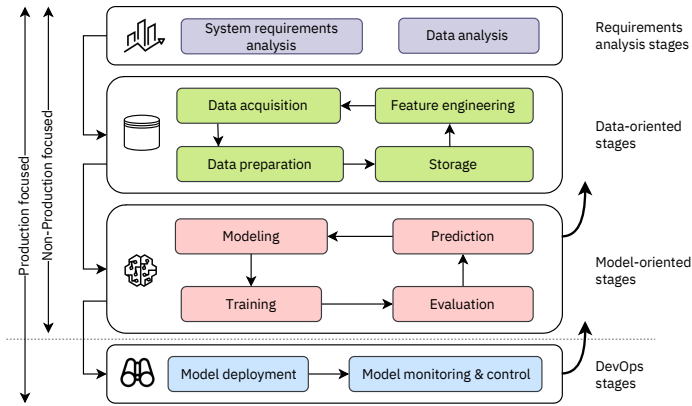 System requirements
analysis
Data analysis
Requirements
analysis stages
Data acquisition
Feature engineering
Data preparation
Storage
Data-oriented
stages
Production focused
Non-Production focused
Modeling
Prediction
Training
Evaluation
Model-oriented
stages
Model deployment
Model monitoring & control
DevOps
stages